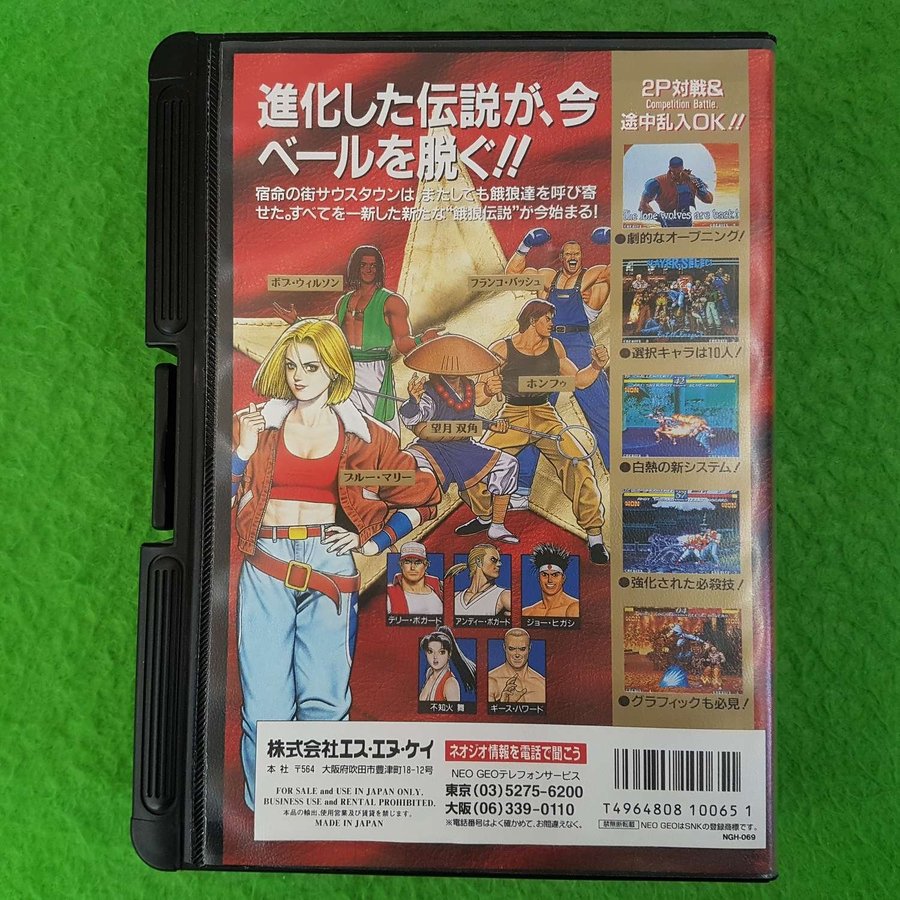 進化した伝説が、今
ベールを脱ぐ!!
宿命の街サウスタウンは、またしても餓狼達を呼び寄
せた。すべてを一新した新たな“餓狼伝説”が今始まる!
ボブ・ウィルソン
フランコ・バッシュ
ホンフゥ
望月 双角
ブルー・マリー
テリー・ボガード
アンディー・ボガード
ジョー・ヒガシ
不知火 舞
ギース・ハワード
2P対戦&
Competition Battle.
途中乱入OK!!
The lone wolves are back!
●劇的なオープニング!
PLAYER SELECT
●選択キャラは10人!
●白熱の新システム!
●強化された必殺技!
●グラフィックも必見!
株式会社エス・エヌ・ケイ
本 社 〒564 大阪府吹田市豊津町18-12号
FOR SALE and USE IN JAPAN ONLY.
BUSINESS USE and RENTAL PROHIBITED.
本品の輸出、使用営業及び賃貸を禁じます。
MADE IN JAPAN
ネオジオ情報を電話で聞こう
NEO GEOテレフォンサービス
東京(03)5275-6200
大阪(06)339-0110
※電話番号はよく確かめて、お間違えなく。
T4964808 10065 1
禁無断転載 NEO GEOはSNKの登録商標です。
NGH-069